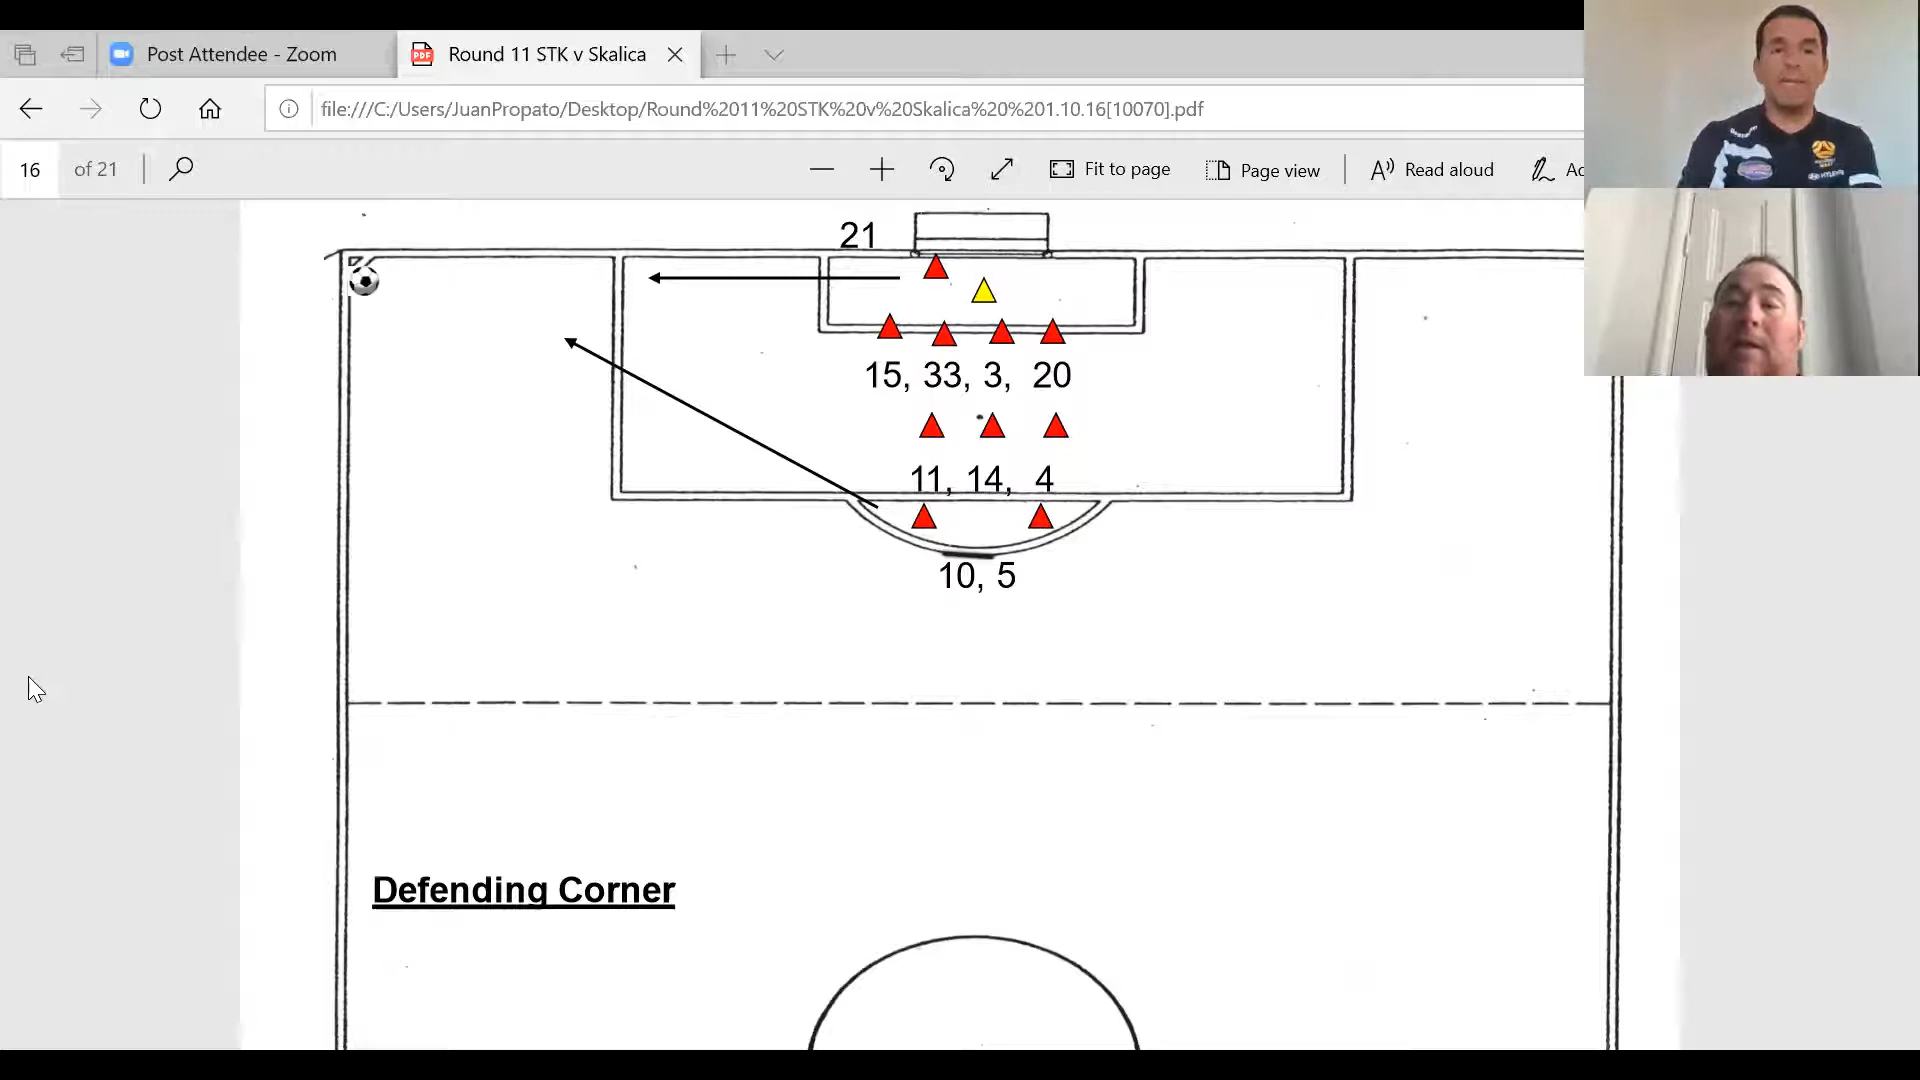 Post Attendee - Zoom
Round 11 STK v Skalica
file:///C:/Users/JuanPropato/Desktop/Round%2011%20STK%20v%20Skalica%20%201.10.16[10070].pdf
16 of 21
Fit to page
Page view
Read aloud
PDF
21
15, 33, 3, 20
11, 14, 4
10, 5
Defending Corner